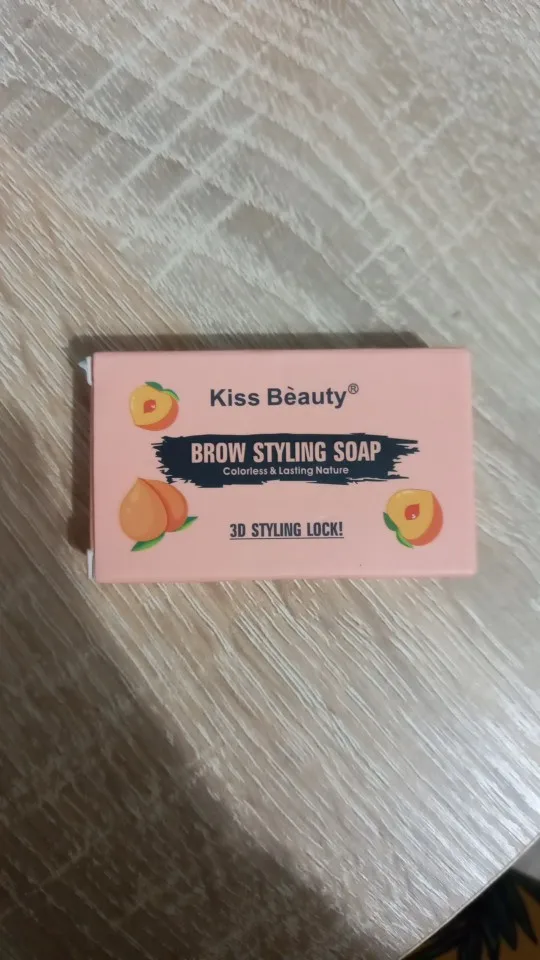 Kiss Bèauty®
BROW STYLING SOAP
Colorless & Lasting Nature
3D STYLING LOCK!